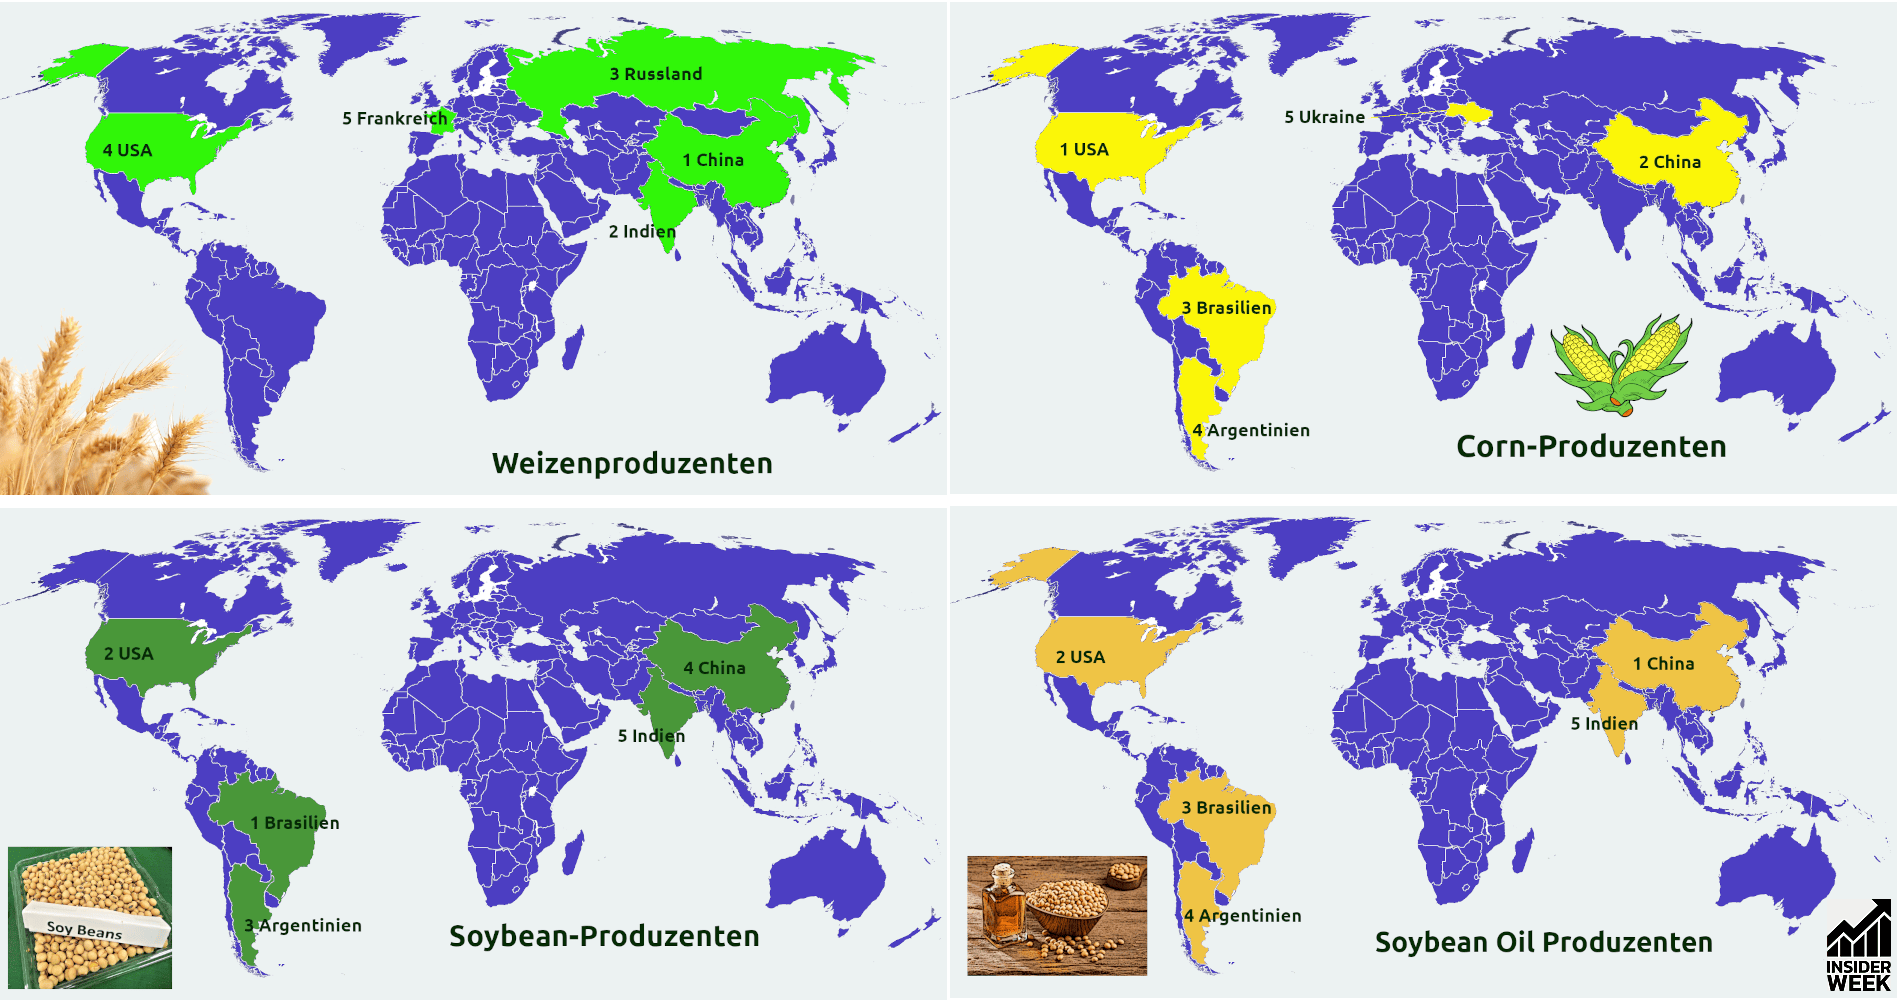 3 Russland
5 Frankreich
4 USA
1 China
2 Indien
Weizenproduzenten
5 Ukraine
1 USA
2 China
3 Brasilien
4 Argentinien
Corn-Produzenten
2 USA
4 China
5 Indien
1 Brasilien
3 Argentinien
Soy Beans
Soybean-Produzenten
2 USA
1 China
5 Indien
3 Brasilien
4 Argentinien
Soybean Oil Produzenten
INSIDER
WEEK